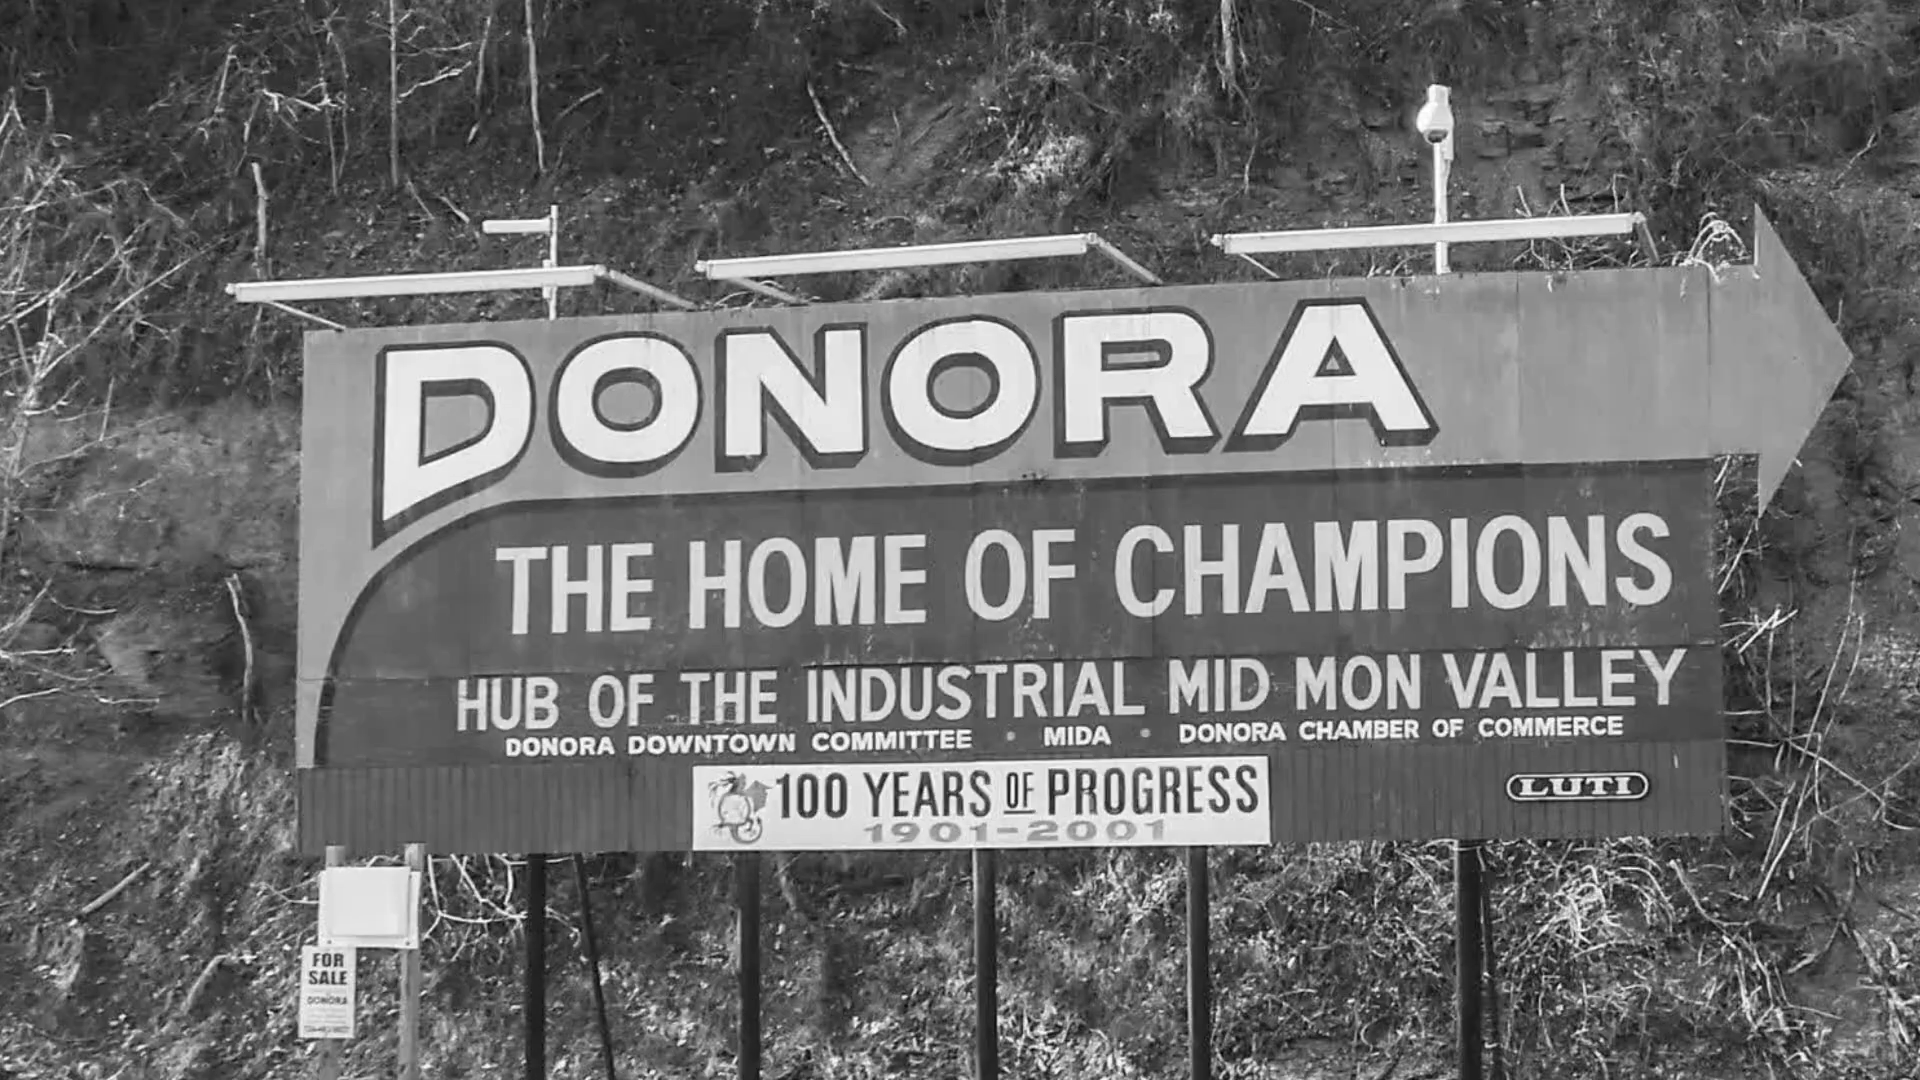 DONORA
THE HOME OF CHAMPIONS
HUB OF THE INDUSTRIAL MID MON VALLEY
DONORA DOWNTOWN COMMITTEE • MIDA • DONORA CHAMBER OF COMMERCE
100 YEARS OF PROGRESS
1901-2001
LUTI
FOR
SALE
DONORA